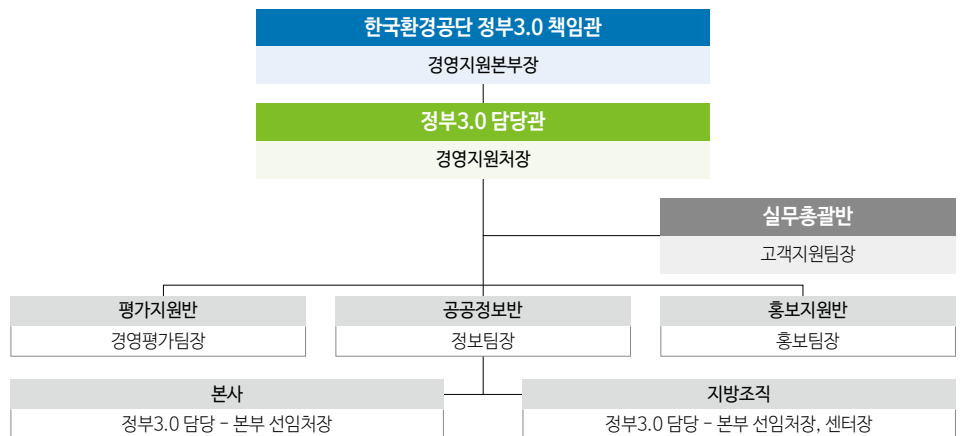 한국환경공단 정부3.0 책임관
경영지원본부장
정부3.0 담당관
경영지원처장
실무총괄반
고객지원팀장
평가지원반
경영평가팀장
공공정보반
정보팀장
홍보지원반
홍보팀장
본사
정부3.0 담당 – 본부 선임처장
지방조직
정부3.0 담당 – 본부 선임처장, 센터장